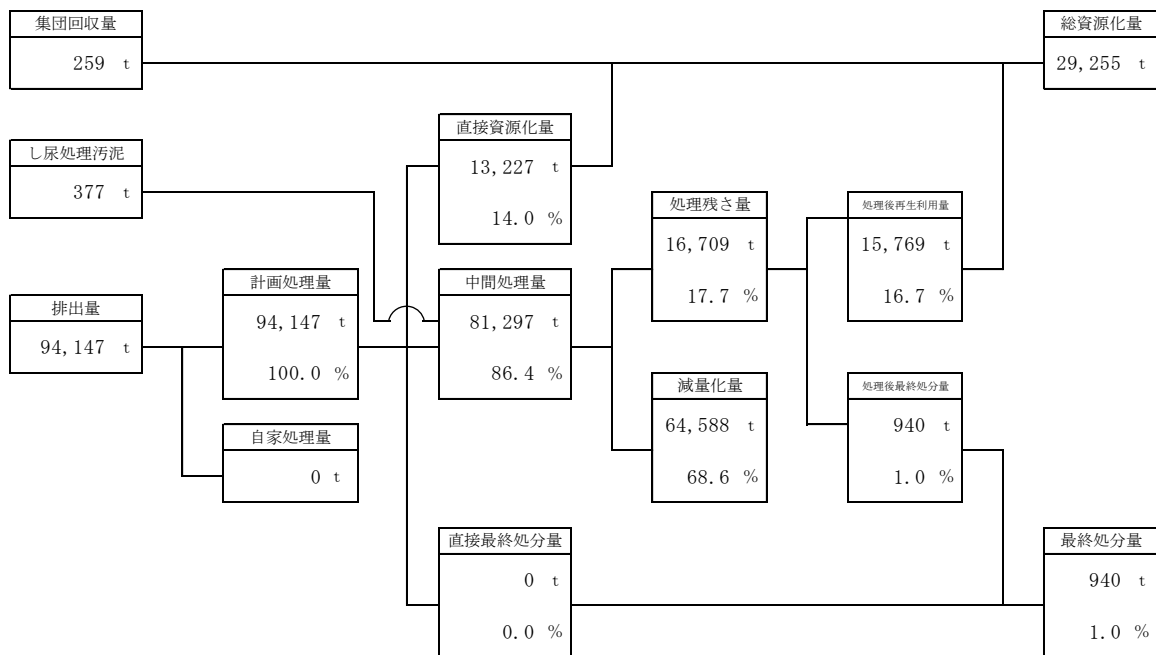 集団回収量
259 t
総資源化量
29,255 t
直接資源化量
13,227 t
14.0 %
し尿処理汚泥
377 t
処理残さ量
16,709 t
17.7 %
処理後再生利用量
15,769 t
16.7 %
計画処理量
94,147 t
100.0 %
中間処理量
81,297 t
86.4 %
排出量
94,147 t
減量化量
64,588 t
68.6 %
処理後最終処分量
940 t
1.0 %
自家処理量
0 t
直接最終処分量
0 t
0.0 %
最終処分量
940 t
1.0 %